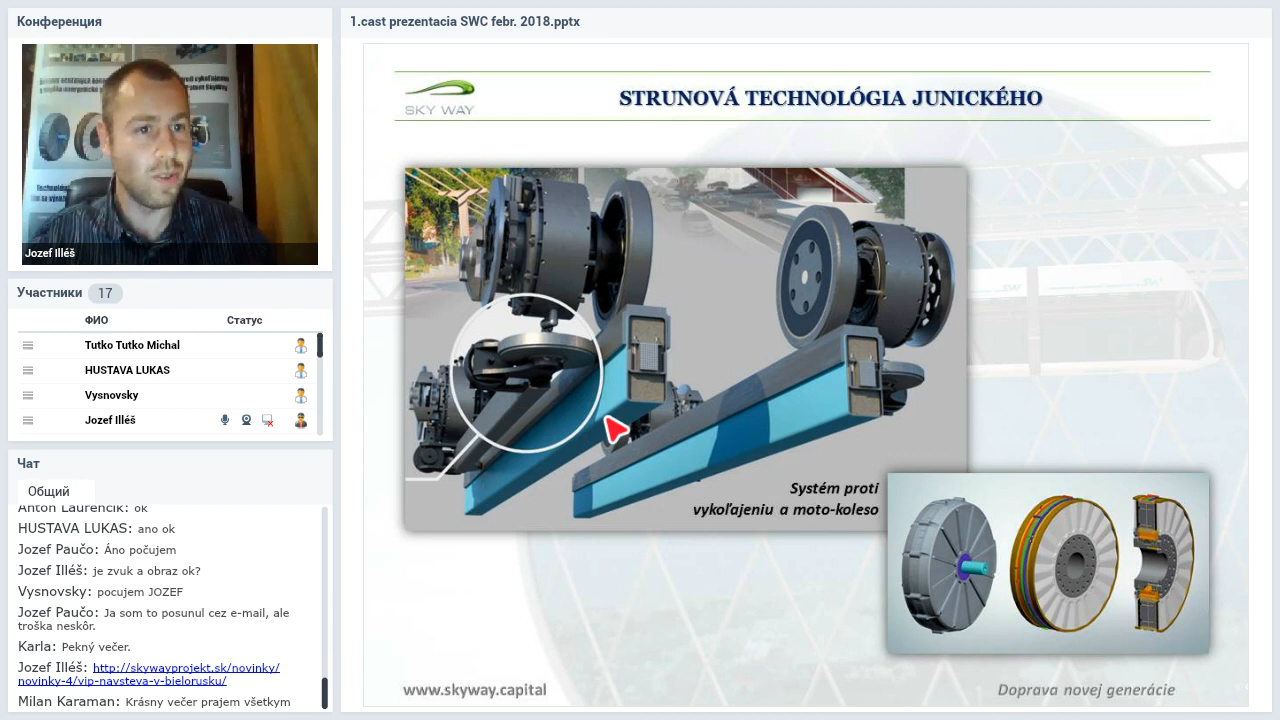 Конференция
Jozef Illéš
Участники 17
ФИО Статус
Tutko Tutko Michal
HUSTAVA LUKAS
Vysnovsky
Jozef Illéš
Чат
Общий
Anton Laurenčík: ok
HUSTAVA LUKAS: ano ok
Jozef Paučo: Áno počujem
Jozef Illéš: je zvuk a obraz ok?
Vysnovsky: pocujem JOZEF
Jozef Paučo: Ja som to posunul cez e-mail, ale
troška neskôr.
Karla: Pekný večer.
Jozef Illéš: http://skywayprojekt.sk/novinky/
novinky-4/vip-navsteva-v-bielorusku/
Milan Karaman: Krásny večer prajem všetkym
1.cast prezentacia SWC febr. 2018.pptx
SKY WAY
STRUNOVÁ TECHNOLÓGIA JUNICKÉHO
Systém proti
vykoľajeniu a moto-koleso
www.skyway.capital
Doprava novej generácie